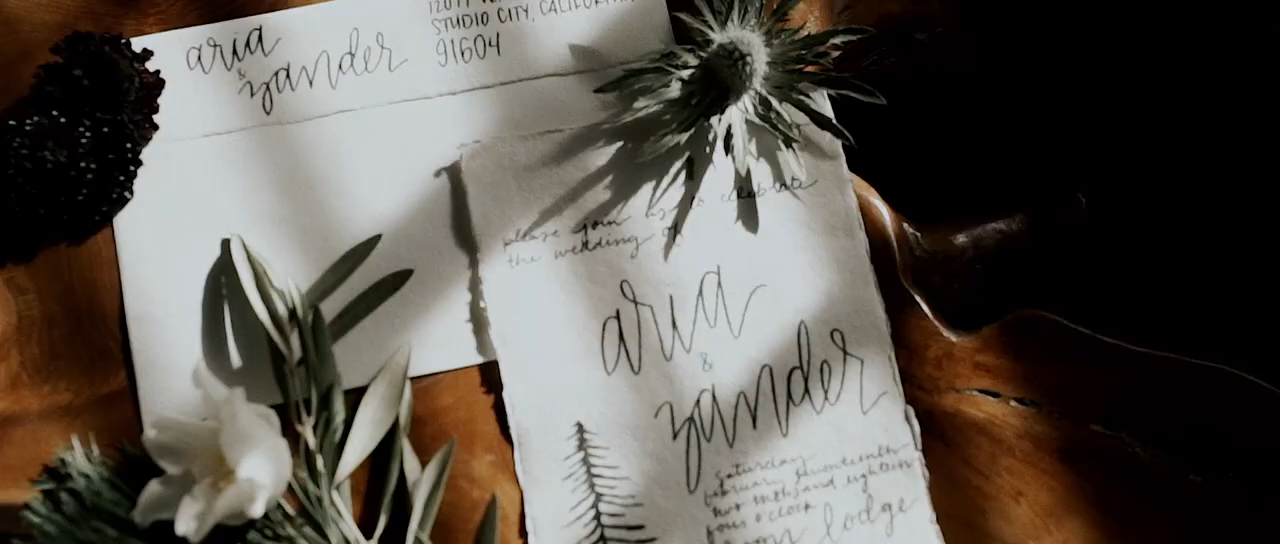 aria
&
zander
STUDIO CITY, CALIFORNIA,
91604
please join us to celebrate
the wedding of
aria
&
zander
saturday
february seventeenth
two thousand eighteen
four o'clock
lodge